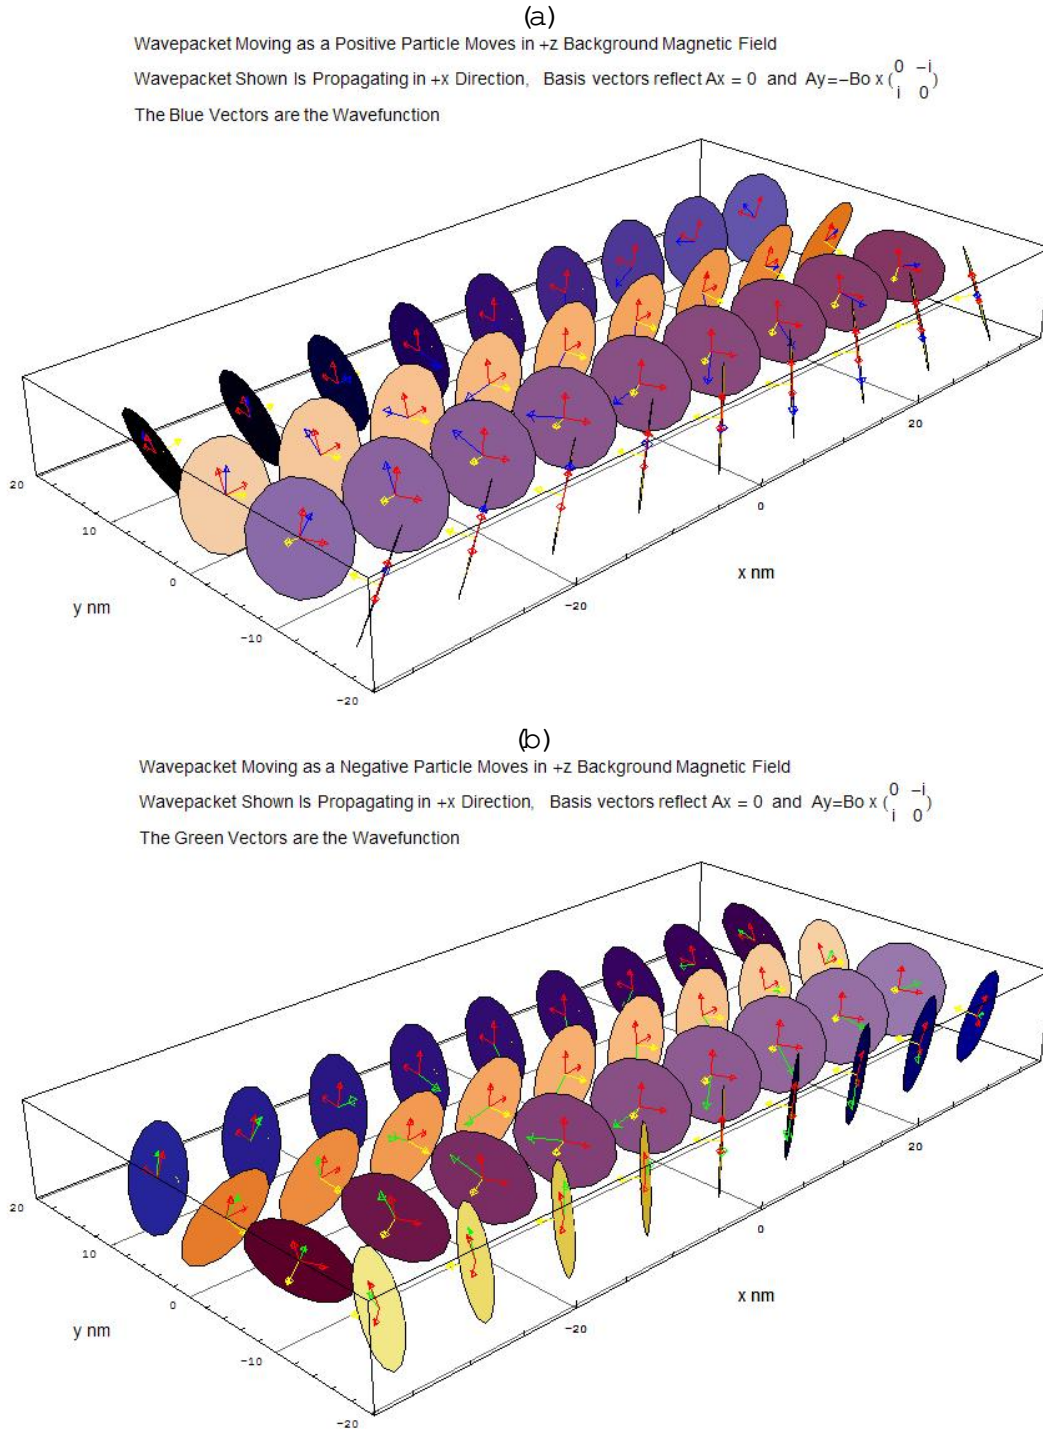 (a)
Wavepacket Moving as a Positive Particle Moves in +z Background Magnetic Field
Wavepacket Shown Is Propagating in +x Direction, Basis vectors reflect Ax = 0 and Ay=-Bo x (0 -i
i 0)
The Blue Vectors are the Wavefunction
20
10
0
-10
-20
y nm
-20
0
20
x nm
(b)
Wavepacket Moving as a Negative Particle Moves in +z Background Magnetic Field
Wavepacket Shown Is Propagating in +x Direction, Basis vectors reflect Ax = 0 and Ay=Bo x (0 -i
i 0)
The Green Vectors are the Wavefunction
20
10
0
-10
-20
y nm
-20
0
20
x nm